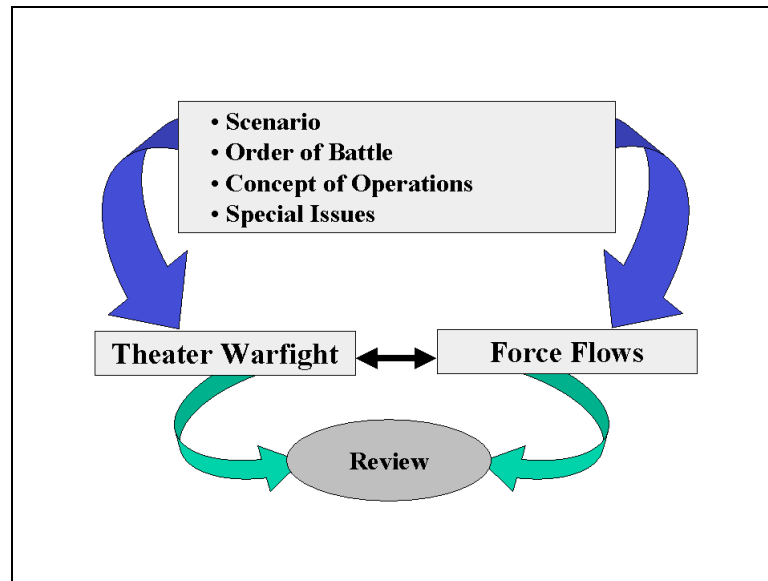 • Scenario
• Order of Battle
• Concept of Operations
• Special Issues
Theater Warfight
Force Flows
Review